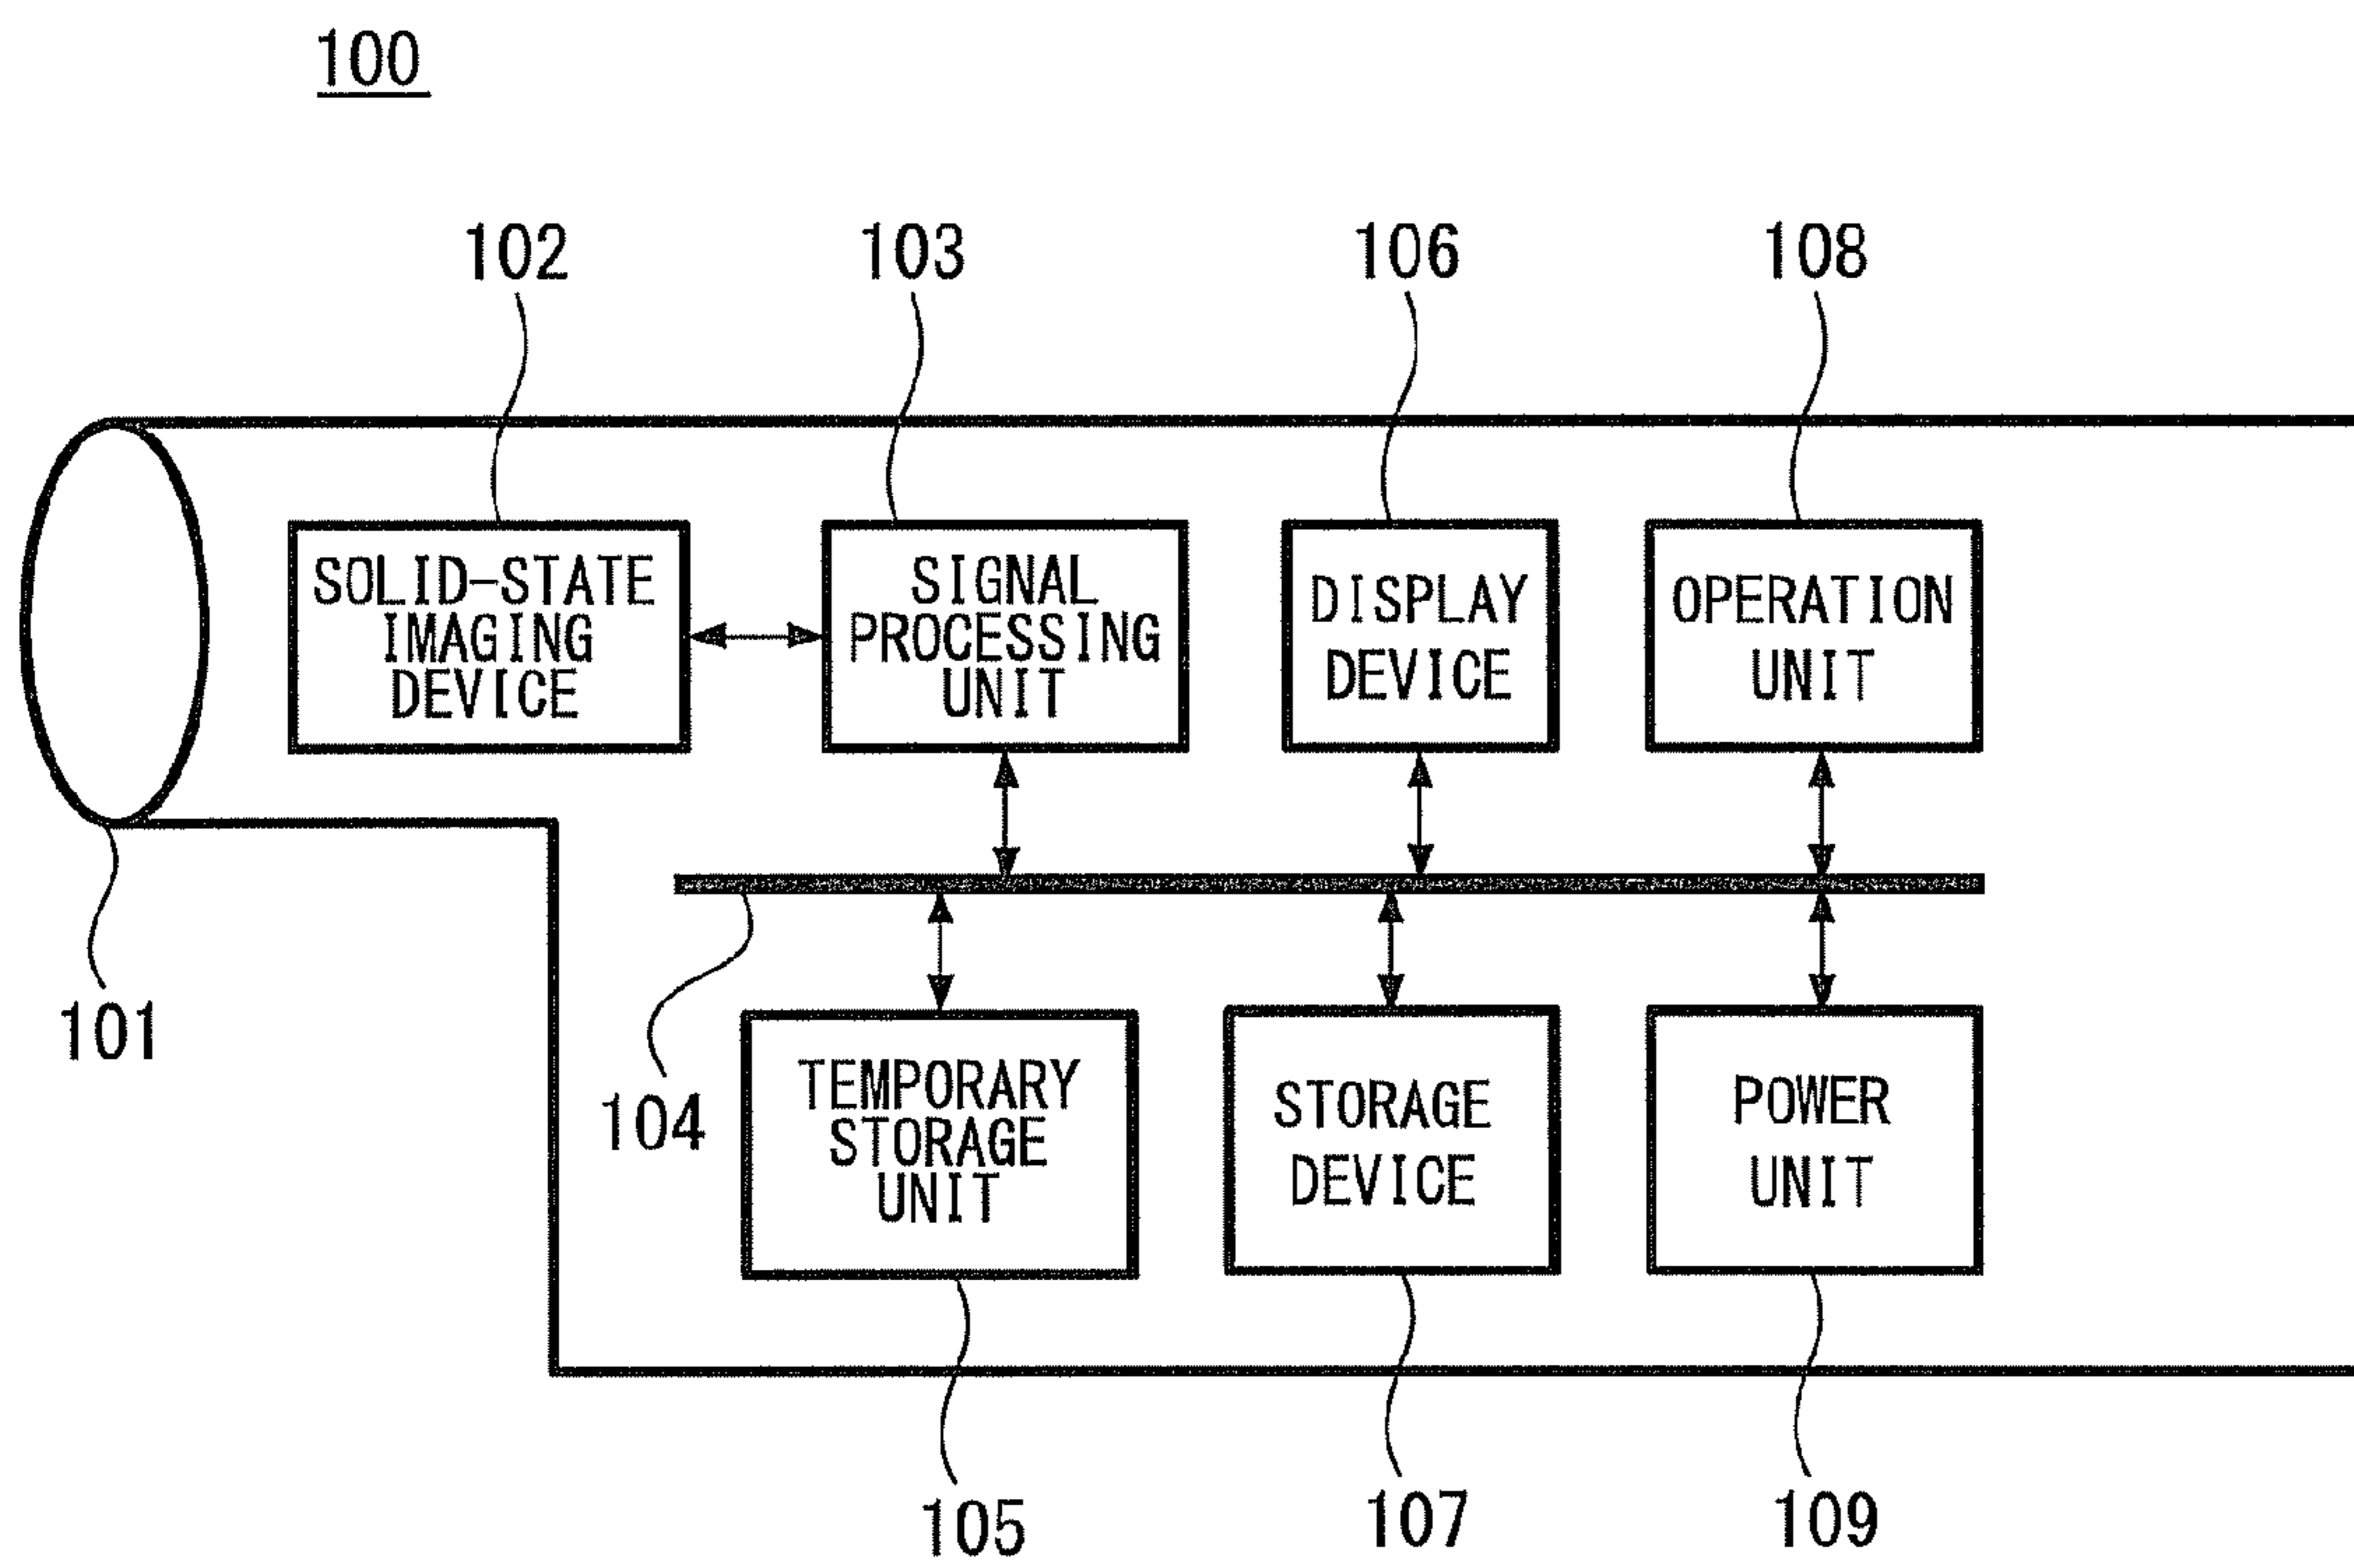 100
102
103
106
108
SOLID-STATE
IMAGING
DEVICE
SIGNAL
PROCESSING
UNIT
DISPLAY
DEVICE
OPERATION
UNIT
101
104
TEMPORARY
STORAGE
UNIT
STORAGE
DEVICE
POWER
UNIT
105
107
109